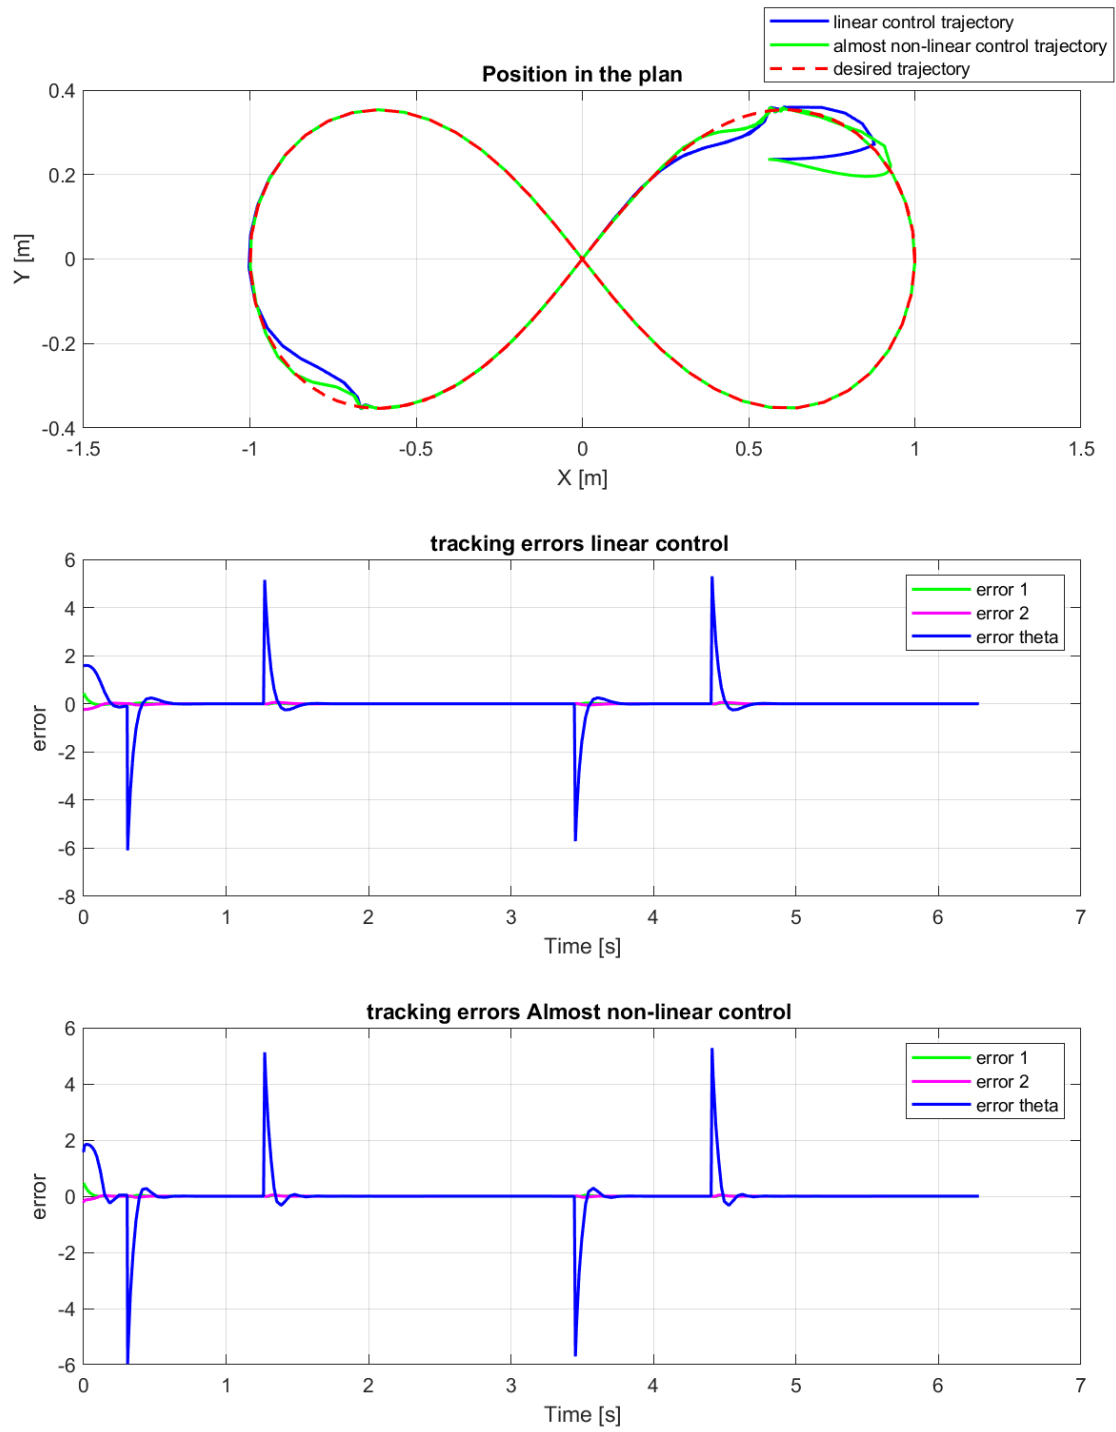 linear control trajectory
almost non-linear control trajectory
desired trajectory
Position in the plan
0.4
0.2
0
-0.2
-0.4
Y [m]
-1.5 -1 -0.5 0 0.5 1 1.5
X [m]
tracking errors linear control
error 1
error 2
error theta
6
4
2
0
-2
-4
-6
-8
error
0 1 2 3 4 5 6 7
Time [s]
tracking errors Almost non-linear control
error 1
error 2
error theta
6
4
2
0
-2
-4
-6
error
0 1 2 3 4 5 6 7
Time [s]